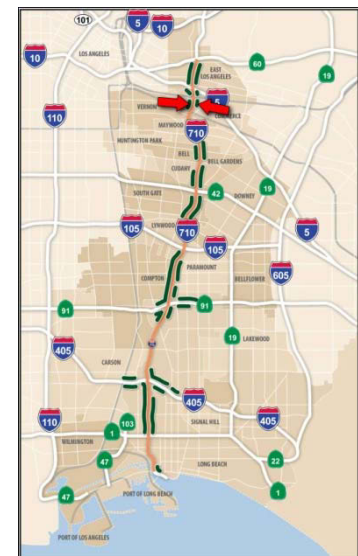 101
5
10
LOS ANGELES
10
5
10
EAST
LOS ANGELES
60
19
VERNON
5
COMMERCE
110
MAYWOOD
710
HUNTINGTON PARK
BELL
BELL GARDENS
CUDAHY
19
SOUTH GATE
42
DOWNEY
105
LYNWOOD
710
105
5
PARAMOUNT
605
COMPTON
BELLFLOWER
91
91
19
LAKEWOOD
405
CARSON
405
110
103
1
SIGNAL HILL
405
WILMINGTON
47
22
LONG BEACH
1
47
PORT OF LONG BEACH
PORT OF LOS ANGELES